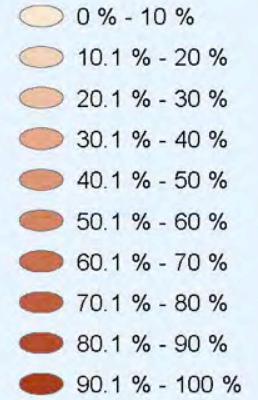 0 % - 10 %
10.1 % - 20 %
20.1 % - 30 %
30.1 % - 40 %
40.1 % - 50 %
50.1 % - 60 %
60.1 % - 70 %
70.1 % - 80 %
80.1 % - 90 %
90.1 % - 100 %